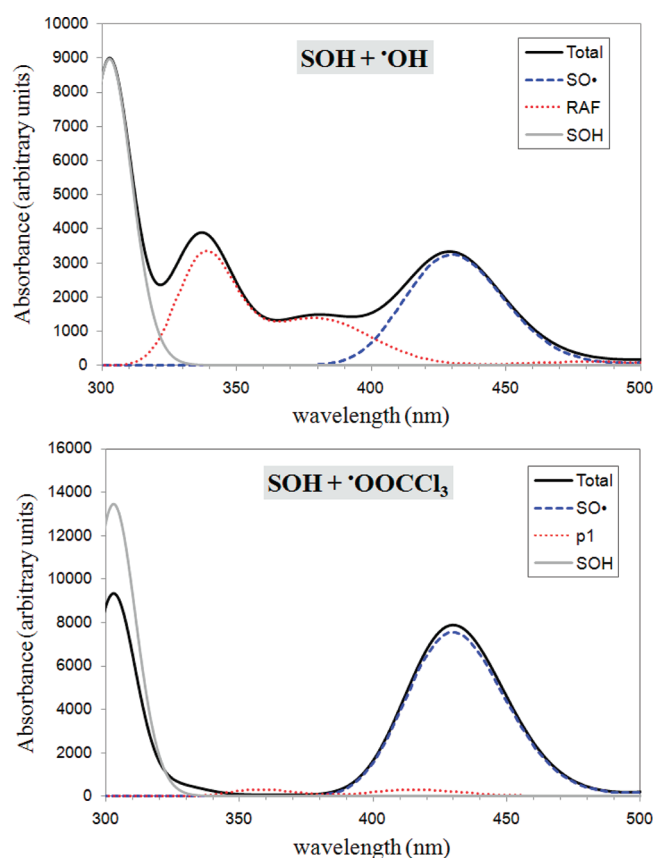 SOH + •OH
Total
SO•
RAF
SOH
10000
9000
8000
7000
6000
5000
4000
3000
2000
1000
0
Absorbance (arbitrary units)
300 350 400 450 500
wavelength (nm)
SOH + •OOCCl₃
Total
SO•
p1
SOH
16000
14000
12000
10000
8000
6000
4000
2000
0
Absorbance (arbitrary units)
300 350 400 450 500
wavelength (nm)